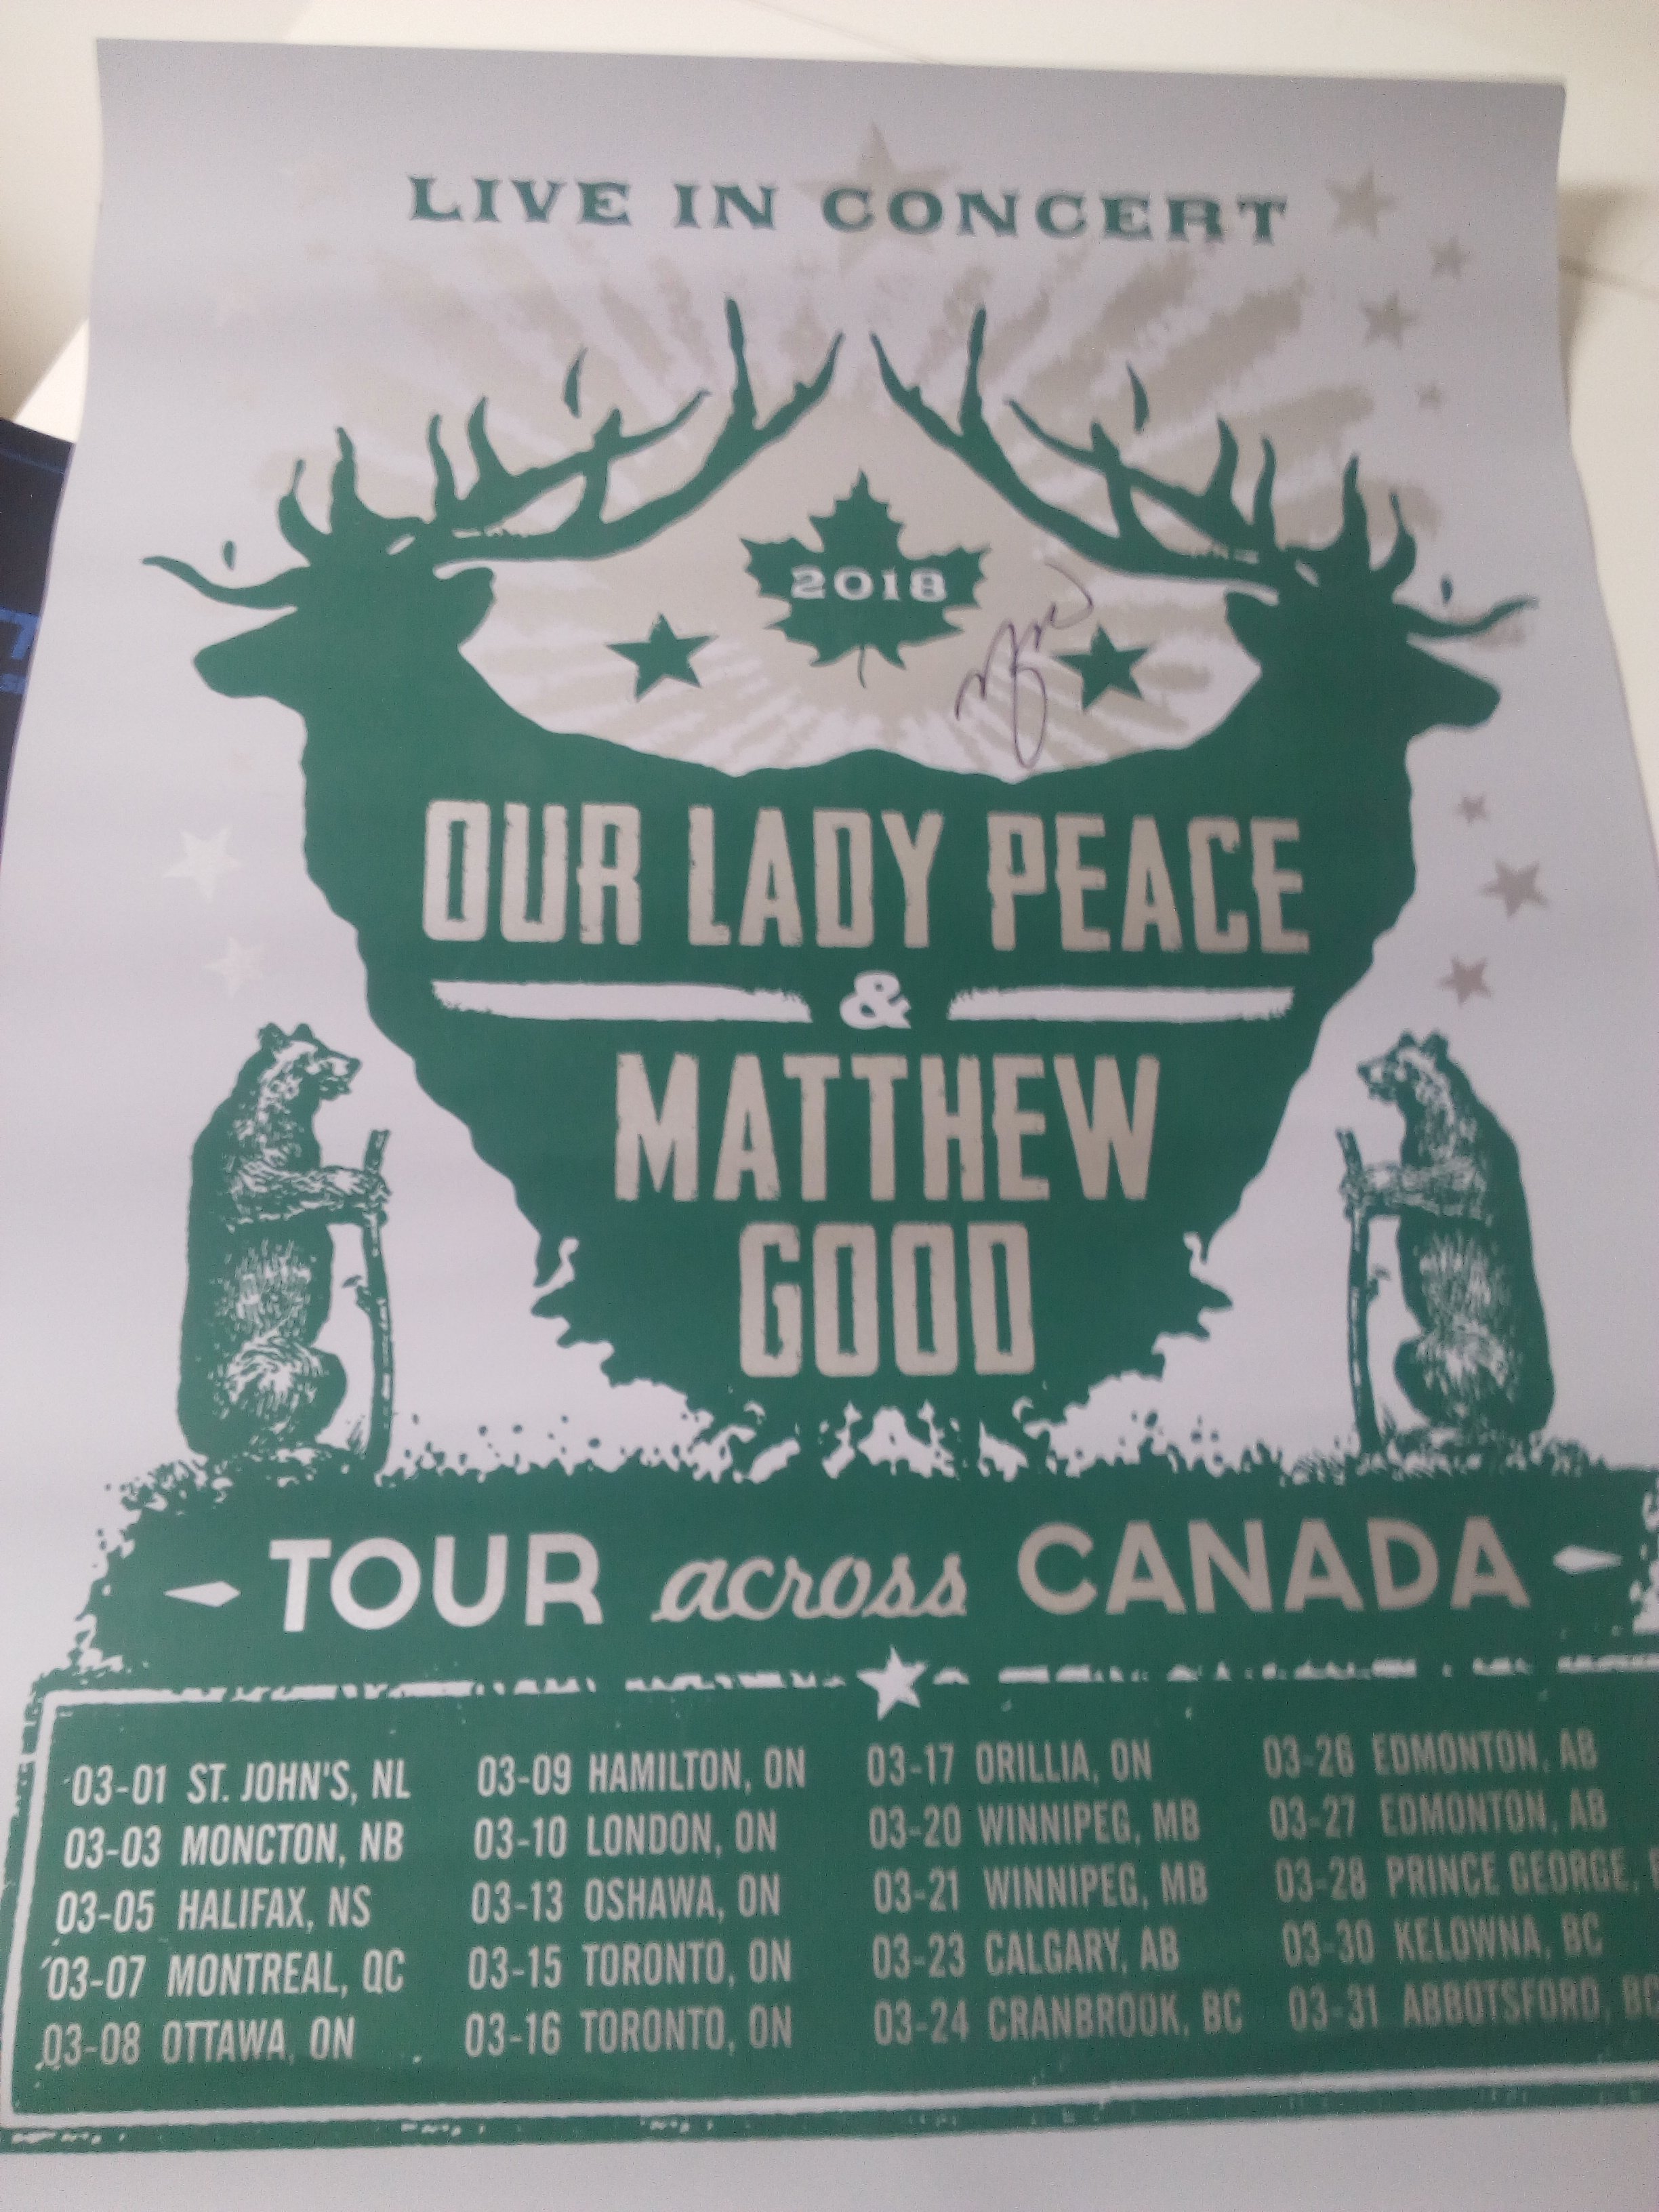 LIVE IN CONCERT
2018
OUR LADY PEACE
&
MATTHEW
GOOD
TOUR across CANADA
03-01 ST. JOHN'S, NL
03-03 MONCTON, NB
03-05 HALIFAX, NS
03-07 MONTREAL, QC
03-08 OTTAWA, ON
03-09 HAMILTON, ON
03-10 LONDON, ON
03-13 OSHAWA, ON
03-15 TORONTO, ON
03-16 TORONTO, ON
03-17 ORILLIA, ON
03-20 WINNIPEG, MB
03-21 WINNIPEG, MB
03-23 CALGARY, AB
03-24 CRANBROOK, BC
03-26 EDMONTON, AB
03-27 EDMONTON, AB
03-28 PRINCE GEORGE,
03-30 KELOWNA, BC
03-31 ABBOTSFORD, BC